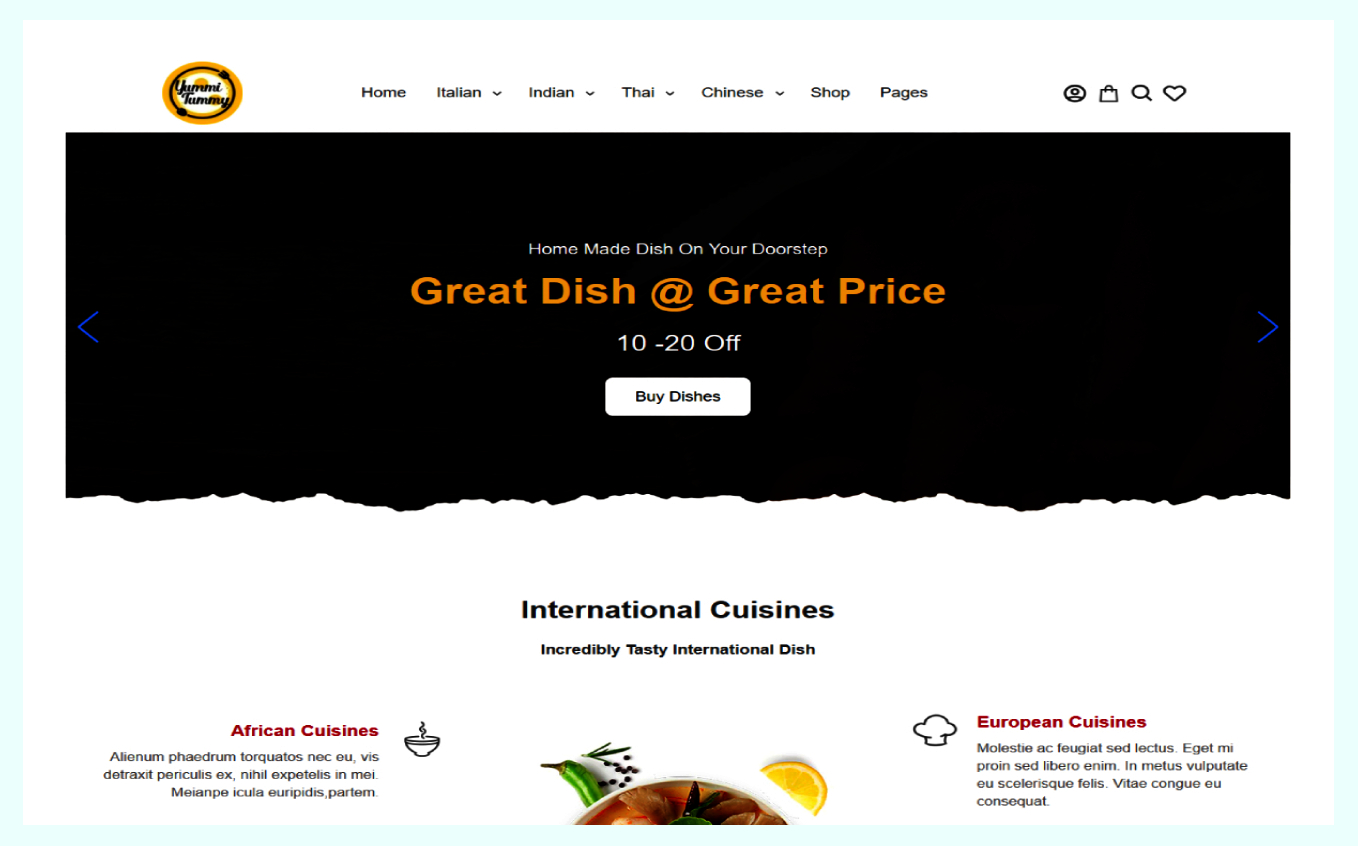 Yummi
Tummy
Home Italian Indian Thai Chinese Shop Pages
Home Made Dish On Your Doorstep
Great Dish @ Great Price
10 -20 Off
Buy Dishes
International Cuisines
Incredibly Tasty International Dish
African Cuisines
Alienum phaedrum torquatos nec eu, vis
detraxit periculis ex, nihil expetelis in mei.
Meianpe icula euripidis,partem.
European Cuisines
Molestie ac feugiat sed lectus. Eget mi
proin sed libero enim. In metus vulputate
eu scelerisque felis. Vitae congue eu
consequat.